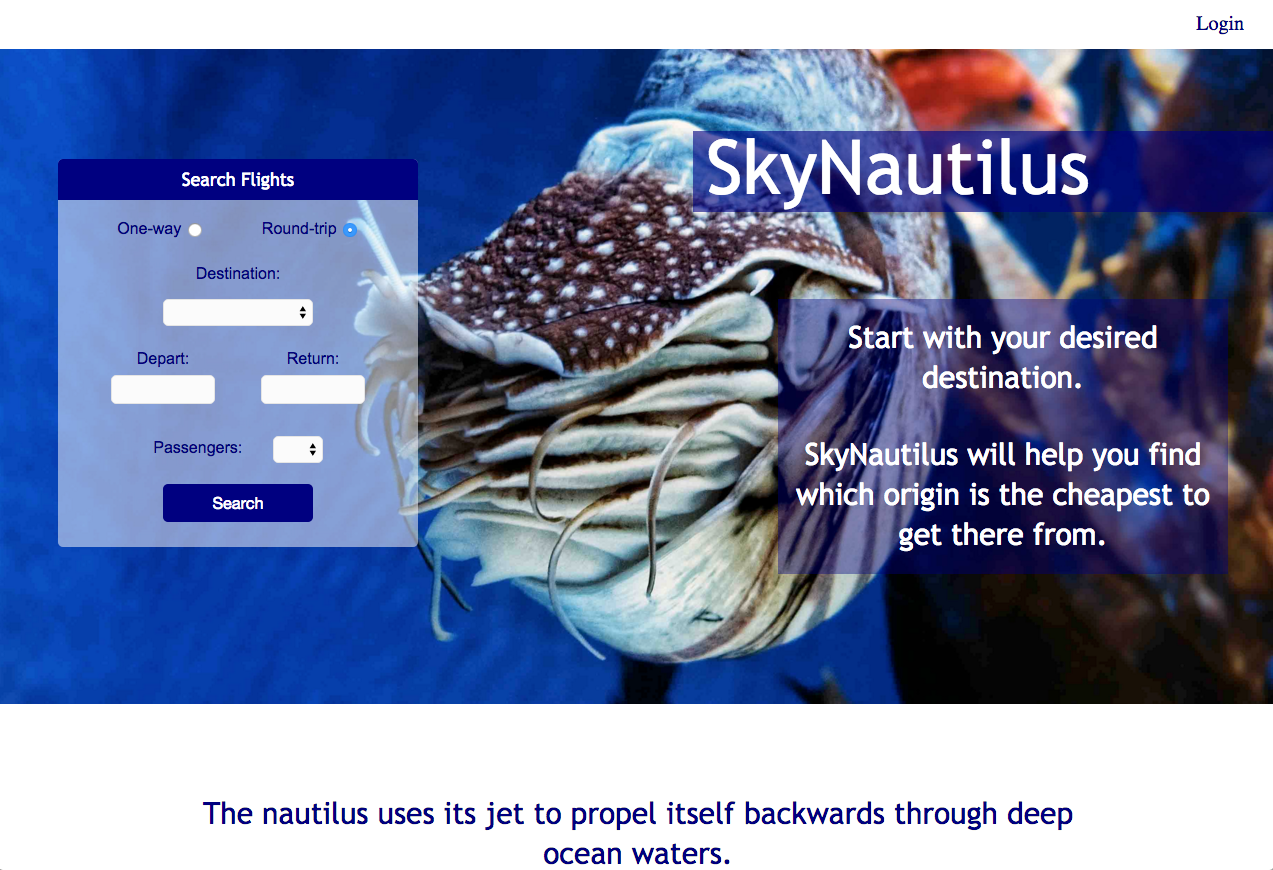 Login
SkyNautilus
Search Flights
One-way
Round-trip
Destination:
Depart:
Return:
Passengers:
Search
Start with your desired
destination.
SkyNautilus will help you find
which origin is the cheapest to
get there from.
The nautilus uses its jet to propel itself backwards through deep
ocean waters.